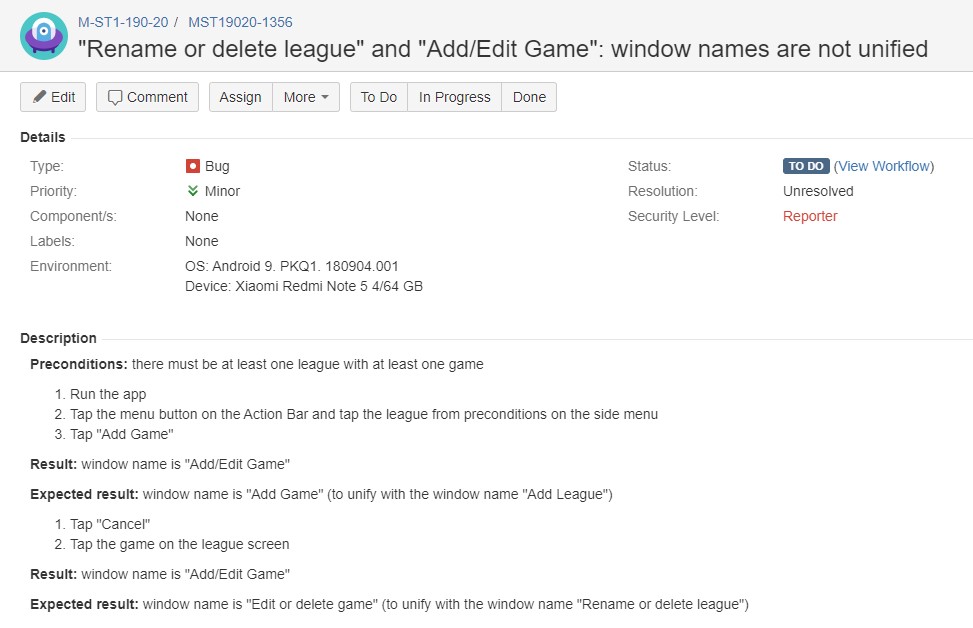 M-ST1-190-20 / MST19020-1356
"Rename or delete league" and "Add/Edit Game": window names are not unified
Edit Comment Assign More To Do In Progress Done
Details
Type: Bug Status: TO DO (View Workflow)
Priority: Minor Resolution: Unresolved
Component/s: None Security Level: Reporter
Labels: None
Environment: OS: Android 9. PKQ1. 180904.001
Device: Xiaomi Redmi Note 5 4/64 GB
Description
Preconditions: there must be at least one league with at least one game
1. Run the app
2. Tap the menu button on the Action Bar and tap the league from preconditions on the side menu
3. Tap "Add Game"
Result: window name is "Add/Edit Game"
Expected result: window name is "Add Game" (to unify with the window name "Add League")
1. Tap "Cancel"
2. Tap the game on the league screen
Result: window name is "Add/Edit Game"
Expected result: window name is "Edit or delete game" (to unify with the window name "Rename or delete league")